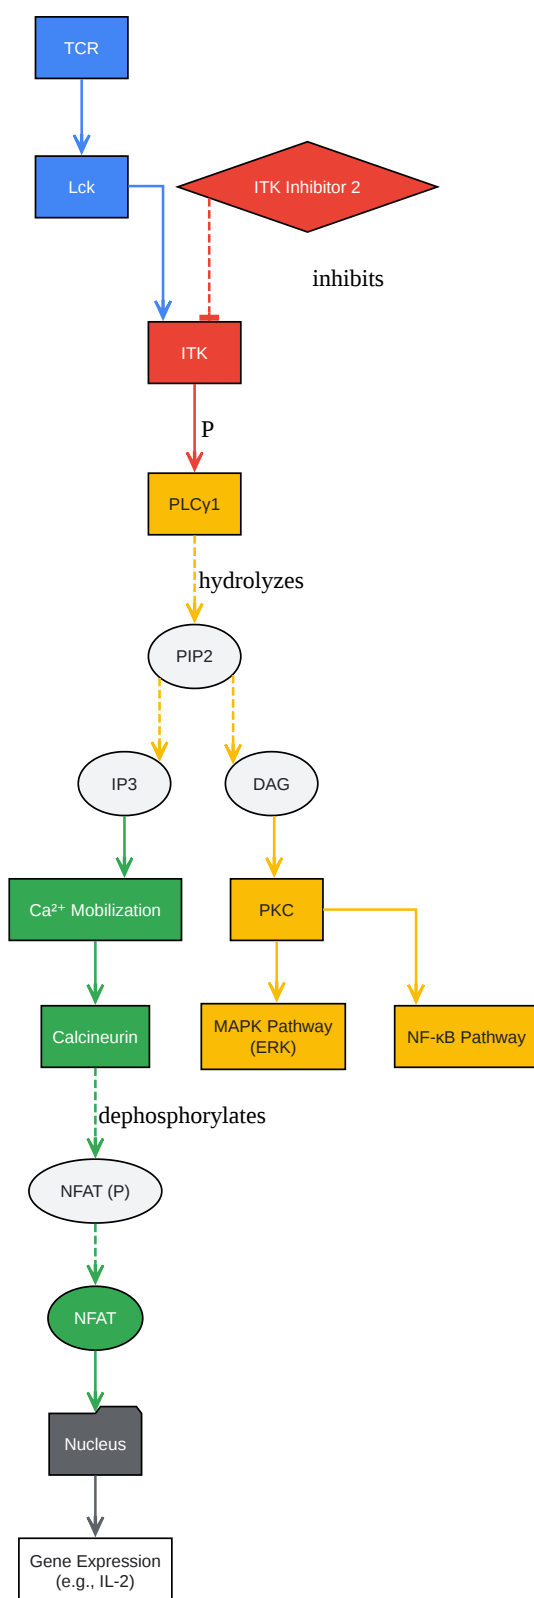 TCR
Lck
ITK Inhibitor 2
inhibits
ITK
P
PLCγ1
hydrolyzes
PIP2
IP3
DAG
Ca²⁺ Mobilization
PKC
Calcineurin
MAPK Pathway
(ERK)
NF-κB Pathway
dephosphorylates
NFAT (P)
NFAT
Nucleus
Gene Expression
(e.g., IL-2)